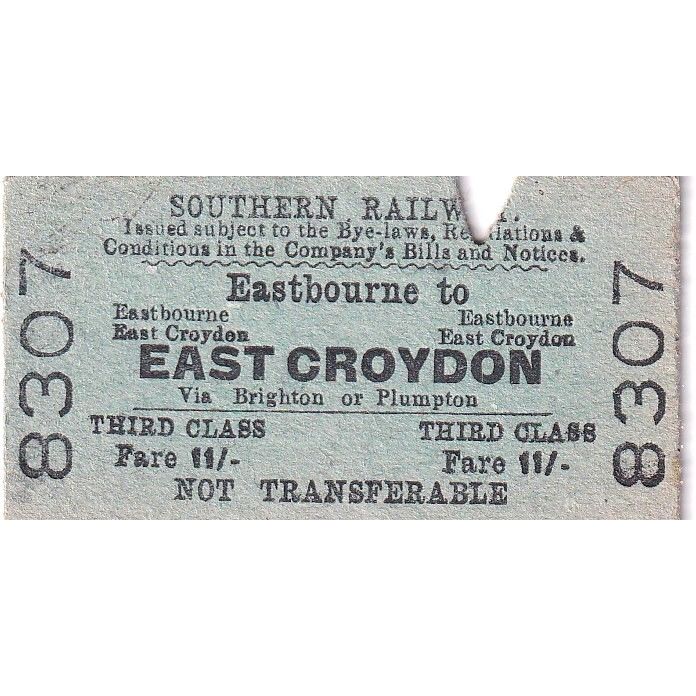 SOUTHERN RAILWAY.
Issued subject to the Bye-laws, Regulations &
Conditions in the Company's Bills and Notices.
Eastbourne to
Eastbourne Eastbourne
East Croydon East Croydon
EAST CROYDON
Via Brighton or Plumpton
THIRD CLASS THIRD CLASS
Fare 11/- Fare 11/-
NOT TRANSFERABLE
8307
8307